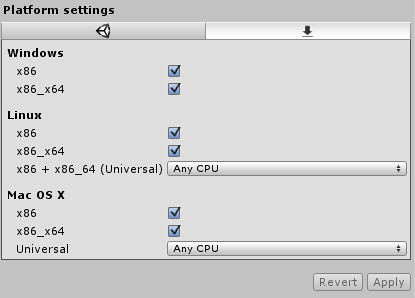 Platform settings
Windows
x86
x86_x64
Linux
x86
x86_x64
x86 + x86_64 (Universal) Any CPU
Mac OS X
x86
x86_x64
Universal Any CPU
Revert Apply